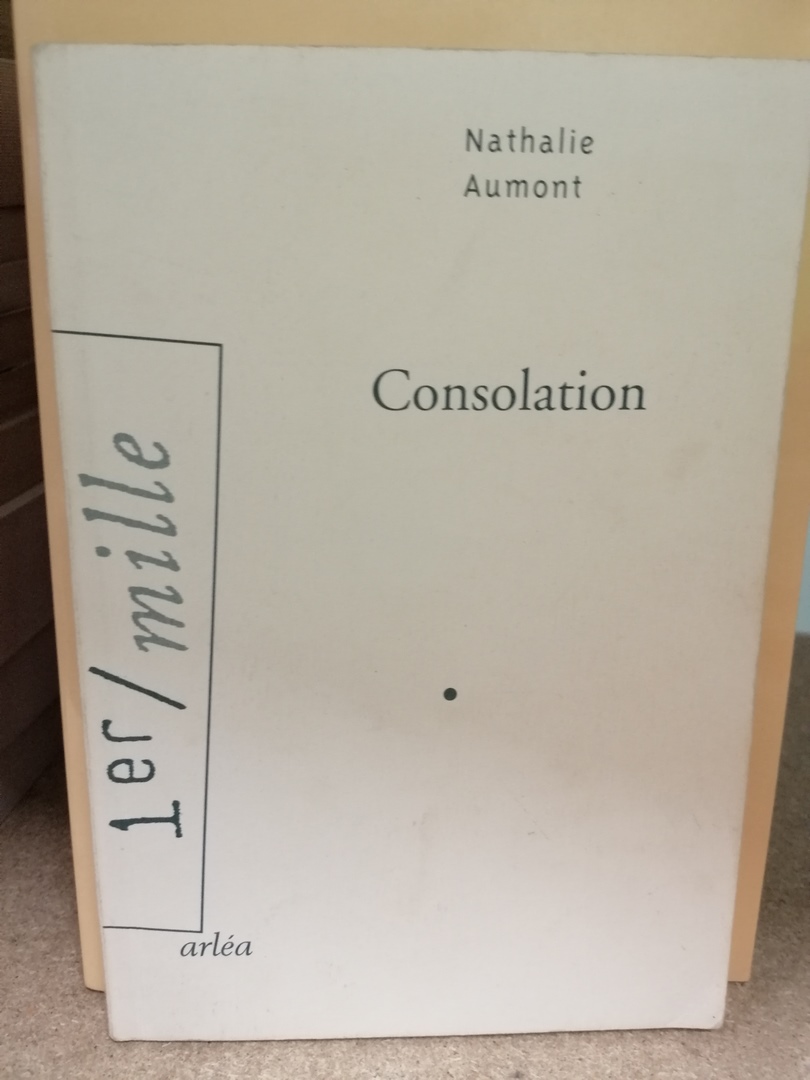 Nathalie
Aumont
Consolation
1er/mille
arléa